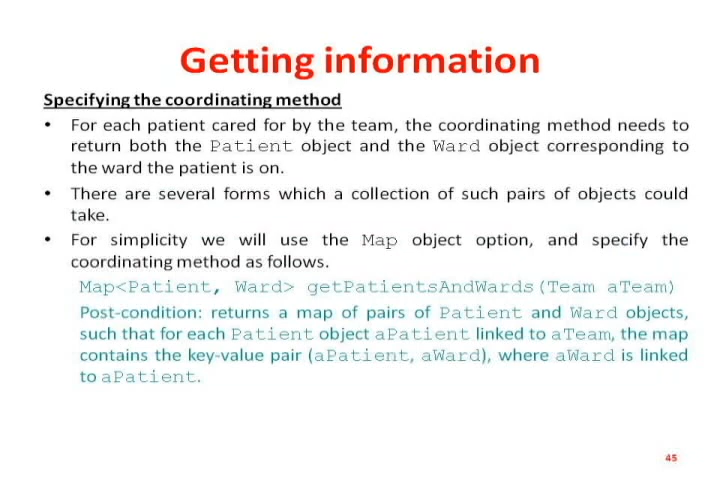 Getting information
Specifying the coordinating method
• For each patient cared for by the team, the coordinating method needs to
return both the Patient object and the Ward object corresponding to
the ward the patient is on.
• There are several forms which a collection of such pairs of objects could
take.
• For simplicity we will use the Map object option, and specify the
coordinating method as follows.
Map<Patient, Ward> getPatientsAndWards(Team aTeam)
Post-condition: returns a map of pairs of Patient and Ward objects,
such that for each Patient object aPatient linked to aTeam, the map
contains the key-value pair (aPatient, aWard), where aWard is linked
to aPatient.
45